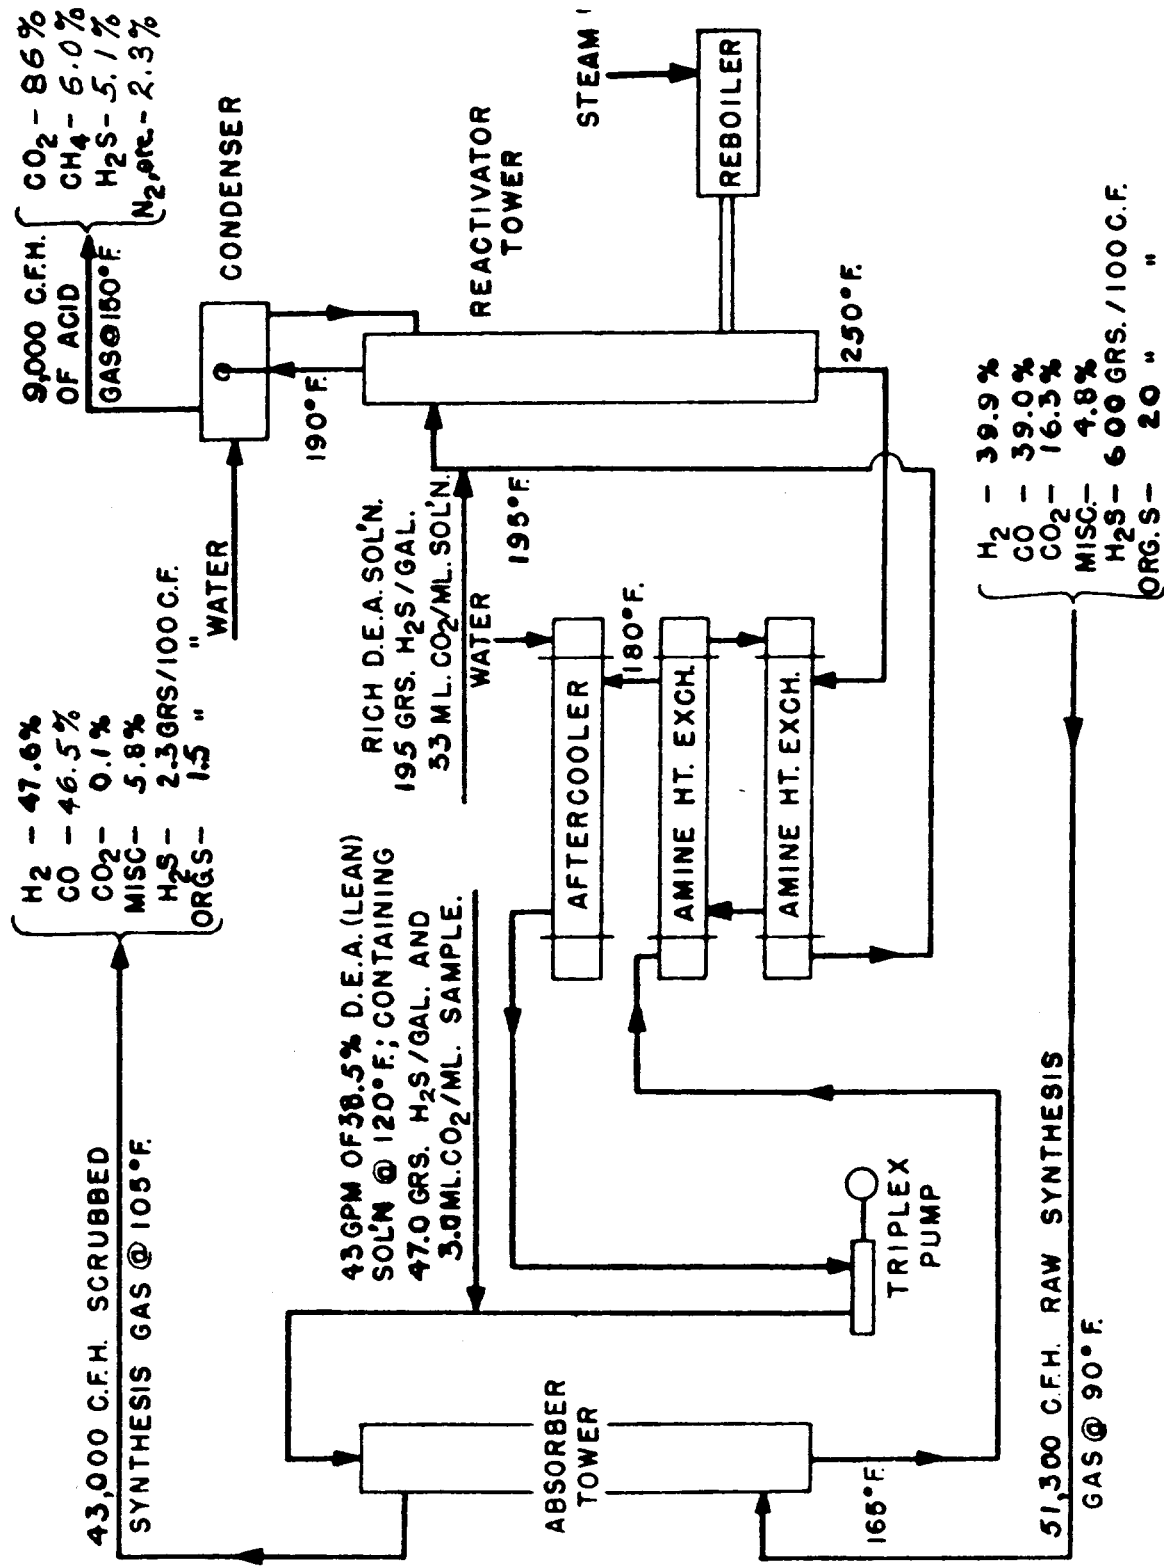 43,000 C.F.H. SCRUBBED
SYNTHESIS GAS @ 105°F.
H2 - 47.6%
CO - 46.5%
CO2 - 0.1%
MISC - 5.8%
H2S - 2.3 GRS/100 C.F.
ORG.S - 1.5 " "
9,000 C.F.H.
OF ACID
GAS @ 150°F.
CO2 - 86%
CH4 - 6.0%
H2S - 5.1%
N2, etc. - 2.3%
WATER
CONDENSER
190°F.
43 GPM OF 38.5% D.E.A. (LEAN)
SOL'N @ 120°F.; CONTAINING
47.0 GRS. H2S/GAL. AND
3.0 ML. CO2/ML. SAMPLE.
RICH D.E.A. SOL'N.
195 GRS. H2S/GAL.
33 ML. CO2/ML. SOL'N.
WATER
195°F.
REACTIVATOR
TOWER
STEAM
REBOILER
ABSORBER
TOWER
AFTERCOOLER
180°F.
AMINE HT. EXCH.
AMINE HT. EXCH.
250°F.
TRIPLEX
PUMP
165°F.
51,300 C.F.H. RAW SYNTHESIS
GAS @ 90°F.
H2 - 39.9%
CO - 39.0%
CO2 - 16.3%
MISC. - 4.8%
H2S - 600 GRS./100 C.F.
ORG.S - 20 " "